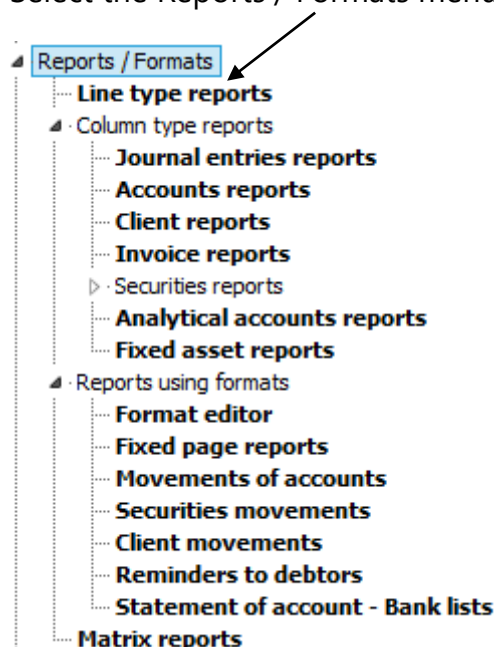 Select the Reports / Formats menu
Reports / Formats
Line type reports
Column type reports
Journal entries reports
Accounts reports
Client reports
Invoice reports
Securities reports
Analytical accounts reports
Fixed asset reports
Reports using formats
Format editor
Fixed page reports
Movements of accounts
Securities movements
Client movements
Reminders to debtors
Statement of account - Bank lists
Matrix reports